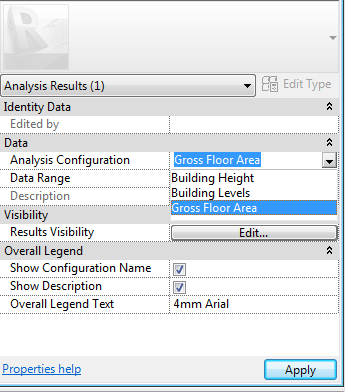 Analysis Results (1)
Edit Type
Identity Data
Edited by
Data
Analysis Configuration
Gross Floor Area
Data Range
Building Height
Building Levels
Description
Gross Floor Area
Visibility
Results Visibility
Edit...
Overall Legend
Show Configuration Name
Show Description
Overall Legend Text
4mm Arial
Properties help
Apply